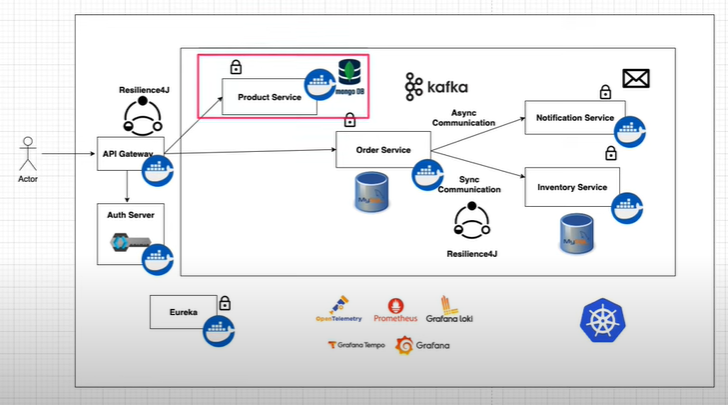 Resilience4J
mongo DB
Product Service
kafka
Async
Communication
Notification Service
API Gateway
Order Service
Actor
Sync
Communication
Inventory Service
Auth Server
Resilience4J
Eureka
OpenTelemetry
Prometheus
Grafana loki
Grafana Tempo
Grafana